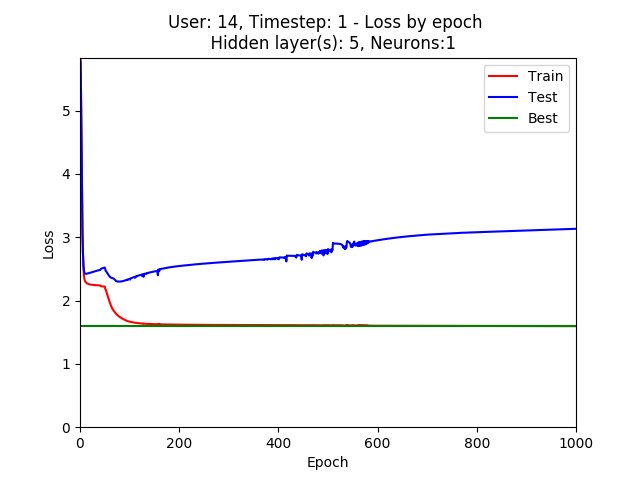 User: 14, Timestep: 1 - Loss by epoch
Hidden layer(s): 5, Neurons:1
Train
Test
Best
5
4
3
2
1
0
Loss
0 200 400 600 800 1000
Epoch